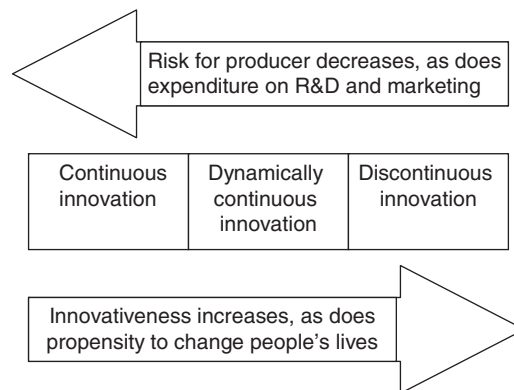 Risk for producer decreases, as does
expenditure on R&D and marketing
Continuous
innovation
Dynamically
continuous
innovation
Discontinuous
innovation
Innovativeness increases, as does
propensity to change people's lives